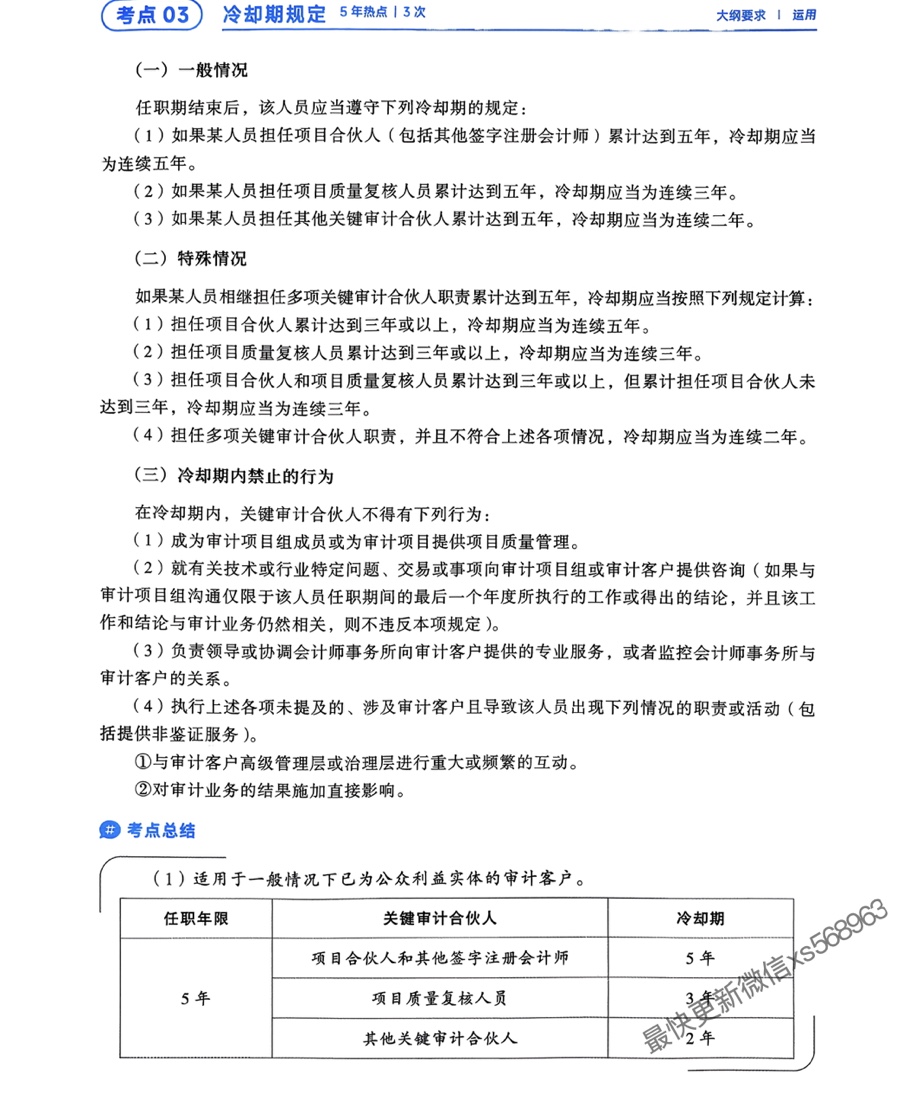 考点 03 冷却期规定 5年热点｜3次 大纲要求 | 运用
（一）一般情况
任职期结束后，该人员应当遵守下列冷却期的规定：
（1）如果某人员担任项目合伙人（包括其他签字注册会计师）累计达到五年，冷却期应当
为连续五年。
（2）如果某人员担任项目质量复核人员累计达到五年，冷却期应当为连续三年。
（3）如果某人员担任其他关键审计合伙人累计达到五年，冷却期应当为连续二年。
（二）特殊情况
如果某人员相继担任多项关键审计合伙人职责累计达到五年，冷却期应当按照下列规定计算：
（1）担任项目合伙人累计达到三年或以上，冷却期应当为连续五年。
（2）担任项目质量复核人员累计达到三年或以上，冷却期应当为连续三年。
（3）担任项目合伙人和项目质量复核人员累计达到三年或以上，但累计担任项目合伙人未
达到三年，冷却期应当为连续三年。
（4）担任多项关键审计合伙人职责，并且不符合上述各项情况，冷却期应当为连续二年。
（三）冷却期内禁止的行为
在冷却期内，关键审计合伙人不得有下列行为：
（1）成为审计项目组成员或为审计项目提供项目质量管理。
（2）就有关技术或行业特定问题、交易或事项向审计项目组或审计客户提供咨询（如果与
审计项目组沟通仅限于该人员任职期间的最后一个年度所执行的工作或得出的结论，并且该工
作和结论与审计业务仍然相关，则不违反本项规定）。
（3）负责领导或协调会计师事务所向审计客户提供的专业服务，或者监控会计师事务所与
审计客户的关系。
（4）执行上述各项未提及的、涉及审计客户且导致该人员出现下列情况的职责或活动（包
括提供非鉴证服务）。
①与审计客户高级管理层或治理层进行重大或频繁的互动。
②对审计业务的结果施加直接影响。
# 考点总结
（1）适用于一般情况下已为公众利益实体的审计客户。
任职年限 关键审计合伙人 冷却期
项目合伙人和其他签字注册会计师 5年
5年 项目质量复核人员 3年
其他关键审计合伙人 2年
最快更新微信xs568963